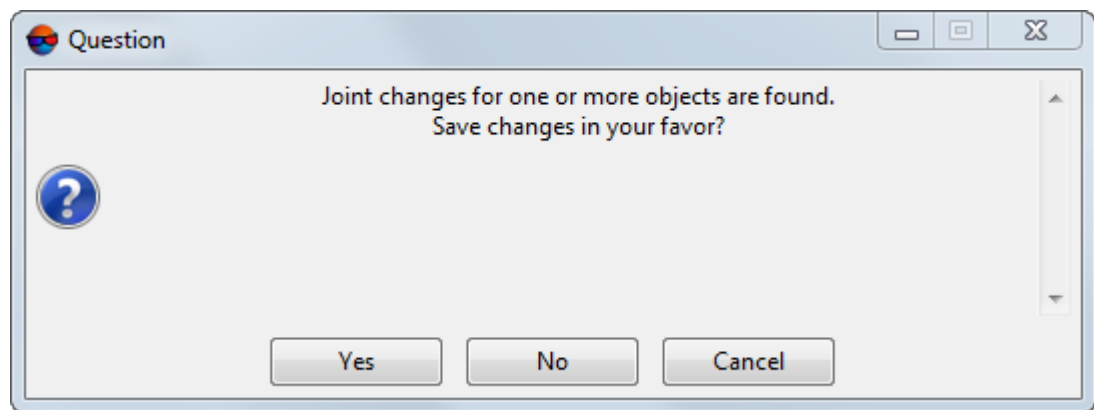 Question
Joint changes for one or more objects are found.
Save changes in your favor?
Yes
No
Cancel